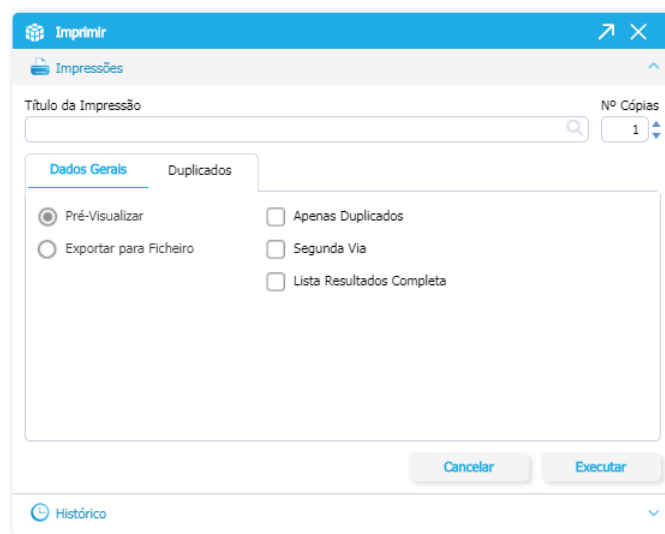 Imprimir
Impressões
Título da Impressão Nº Cópias
1
Dados Gerais Duplicados
Pré-Visualizar Apenas Duplicados
Exportar para Ficheiro Segunda Via
Lista Resultados Completa
Cancelar Executar
Histórico